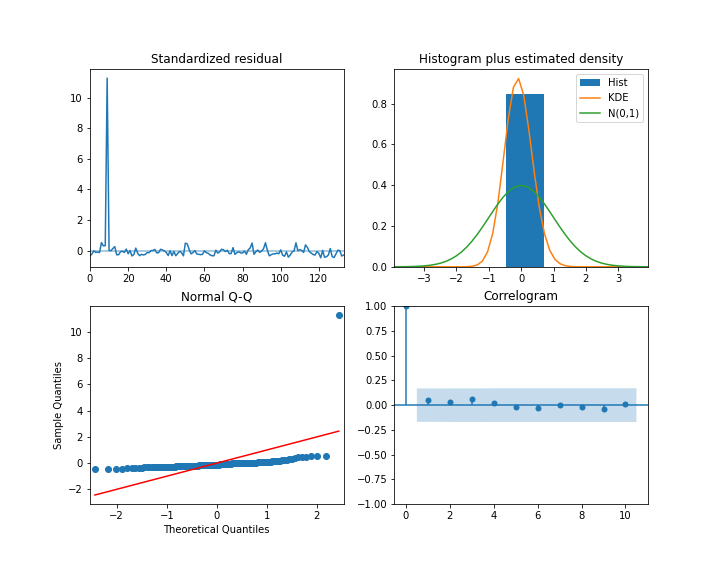 Standardized residual
10
8
6
4
2
0
0 20 40 60 80 100 120
Histogram plus estimated density
Hist
KDE
N(0,1)
0.8
0.6
0.4
0.2
0.0
−3 −2 −1 0 1 2 3
Normal Q-Q
Sample Quantiles
10
8
6
4
2
0
−2
−2 −1 0 1 2
Theoretical Quantiles
Correlogram
1.00
0.75
0.50
0.25
0.00
−0.25
−0.50
−0.75
−1.00
0 2 4 6 8 10